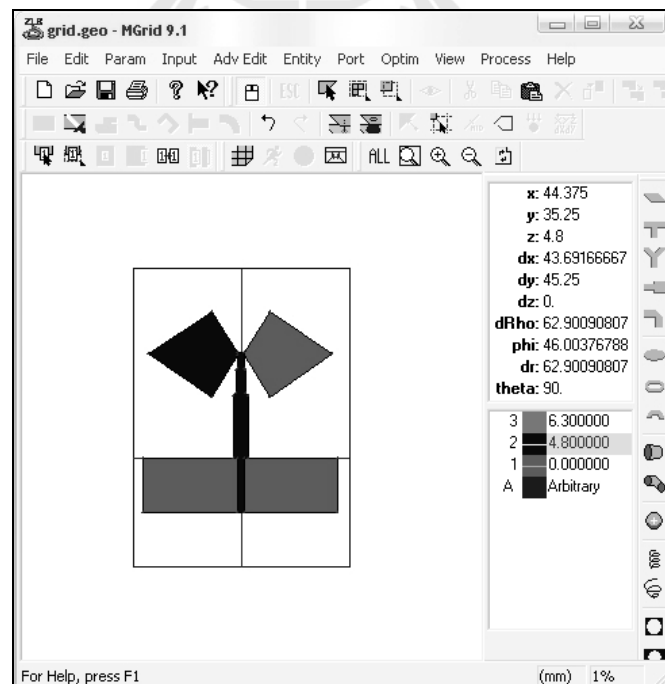 ZLR grid.geo - MGrid 9.1
File Edit Param Input Adv Edit Entity Port Optim View Process Help
ESC
ALL
x: 44.375
y: 35.25
z: 4.8
dx: 43.69166667
dy: 45.25
dz: 0.
dRho: 62.90090807
phi: 46.00376788
dr: 62.90090807
theta: 90.
3 6.300000
2 4.800000
1 0.000000
A Arbitrary
For Help, press F1 (mm) 1%